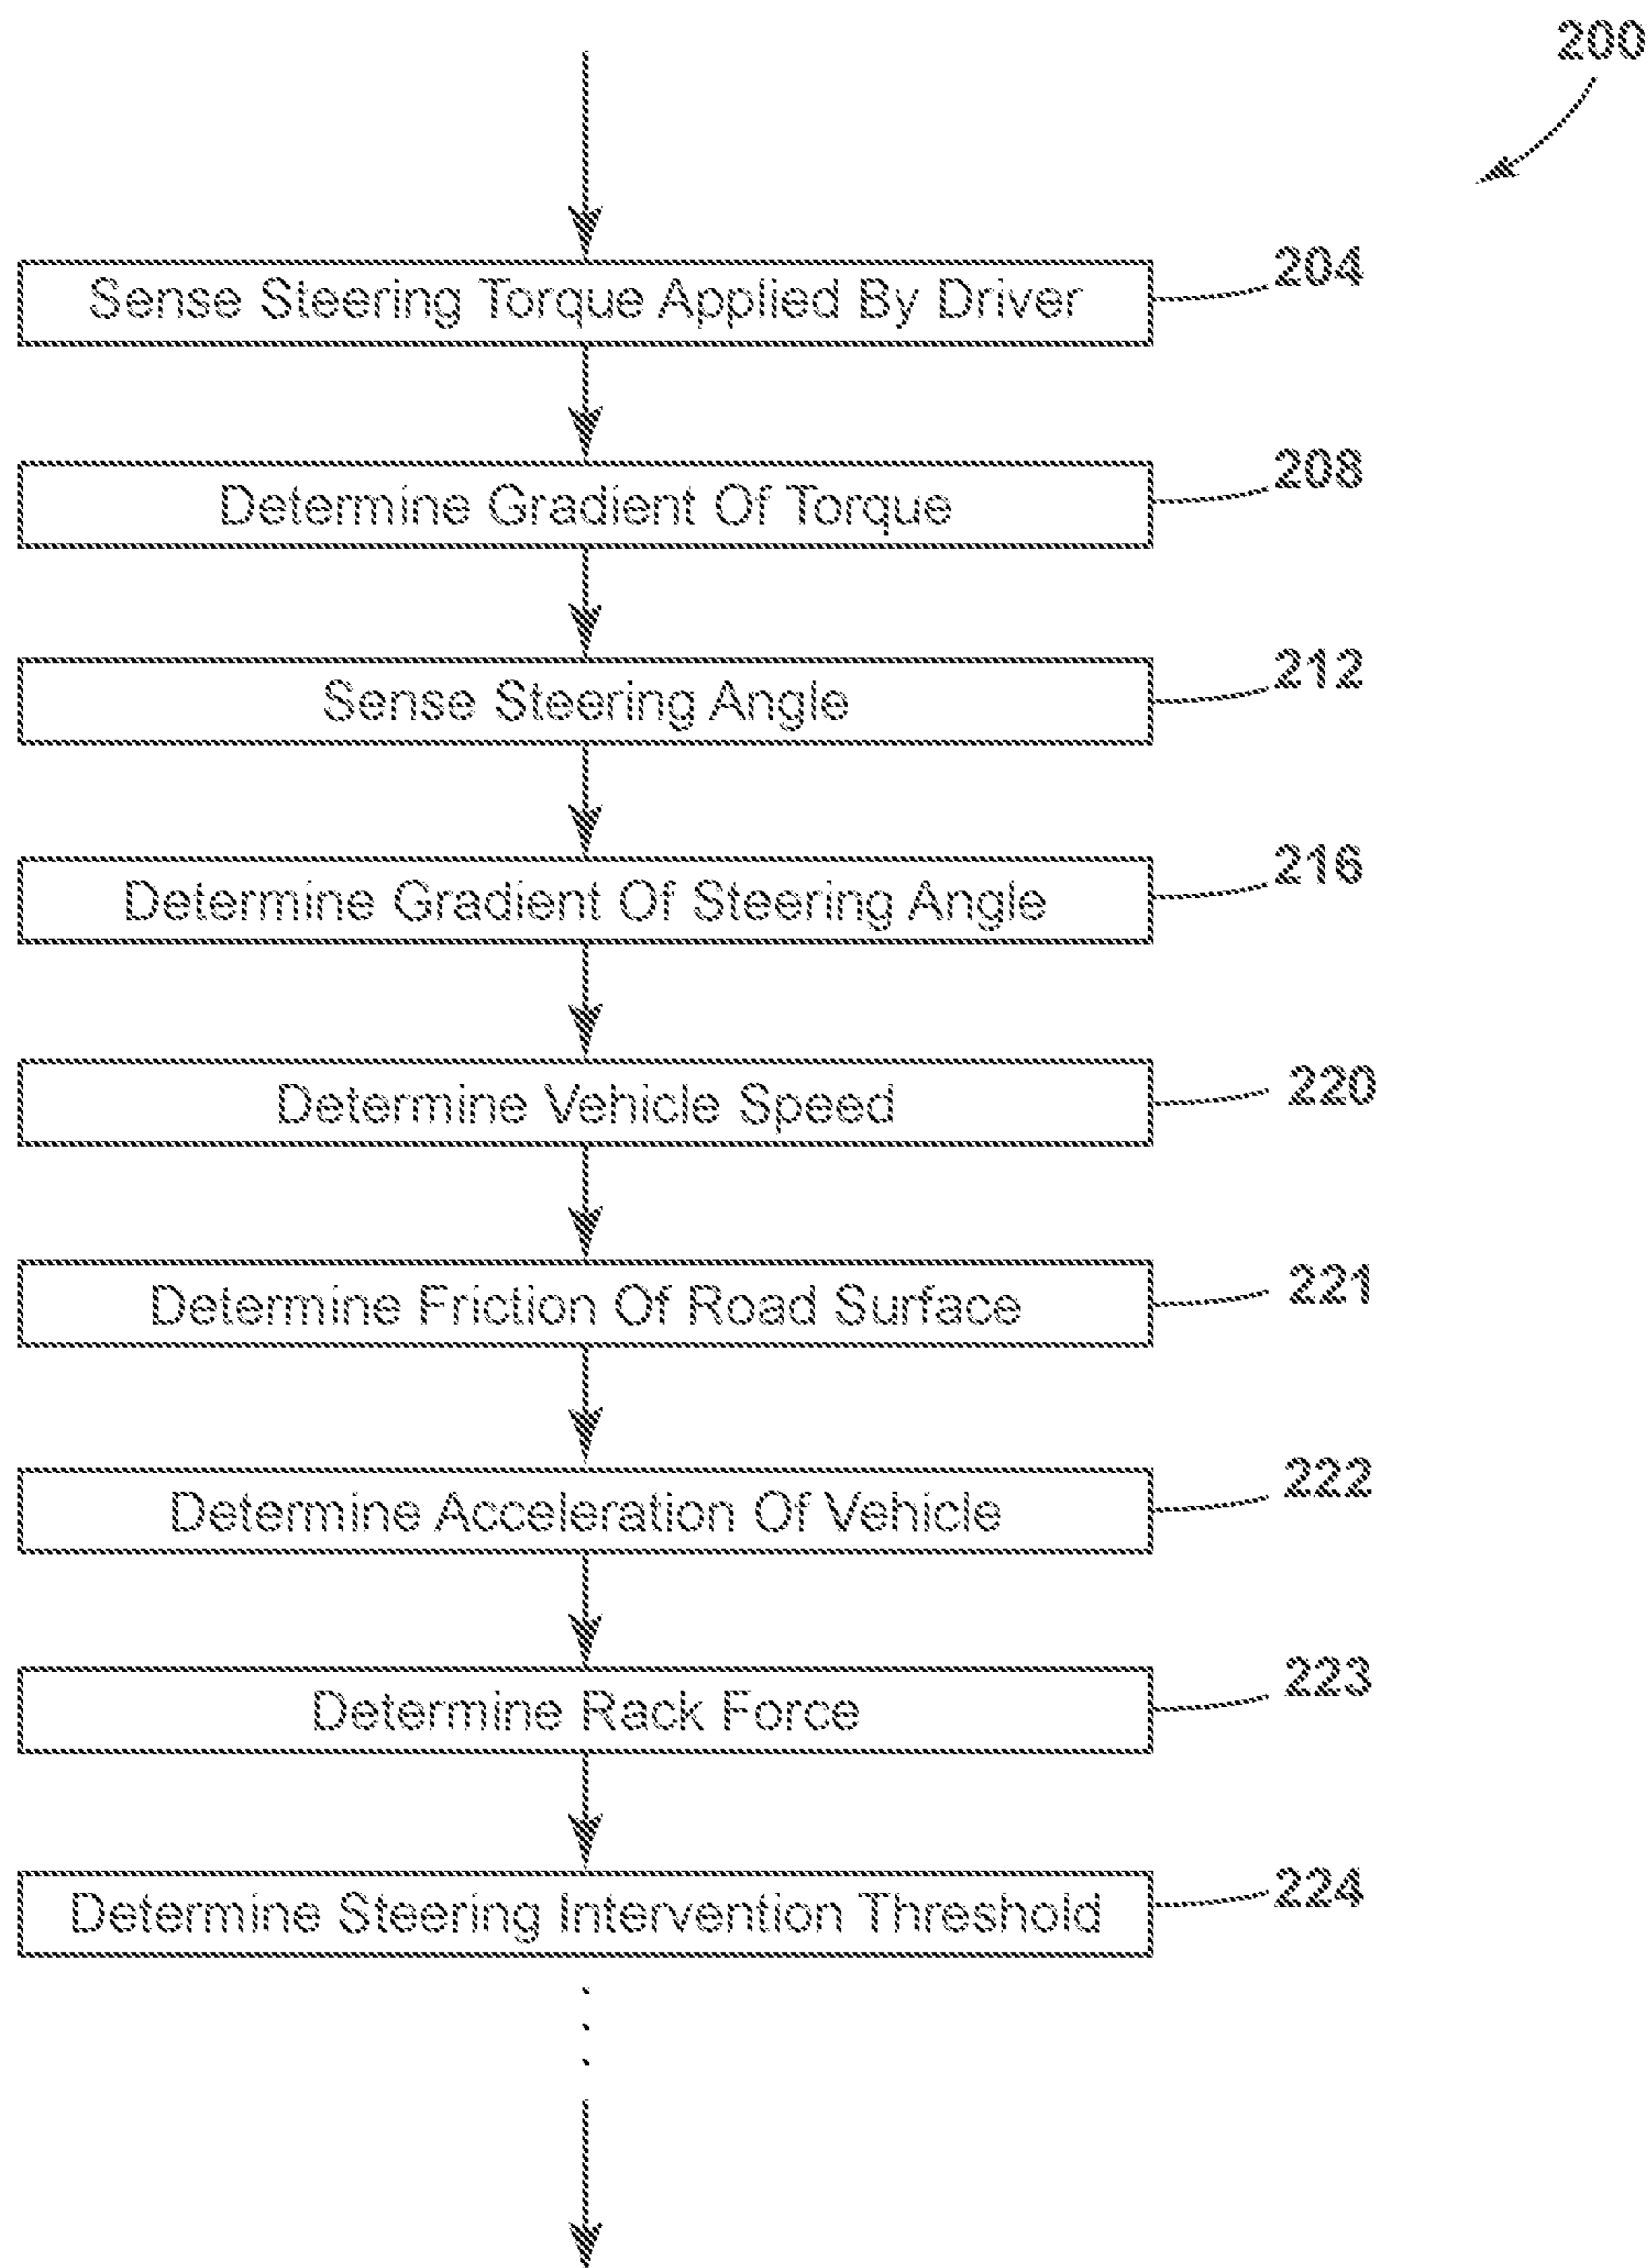 200
Sense Steering Torque Applied By Driver 204
Determine Gradient Of Torque 208
Sense Steering Angle 212
Determine Gradient Of Steering Angle 216
Determine Vehicle Speed 220
Determine Friction Of Road Surface 221
Determine Acceleration Of Vehicle 222
Determine Rack Force 223
Determine Steering Intervention Threshold 224